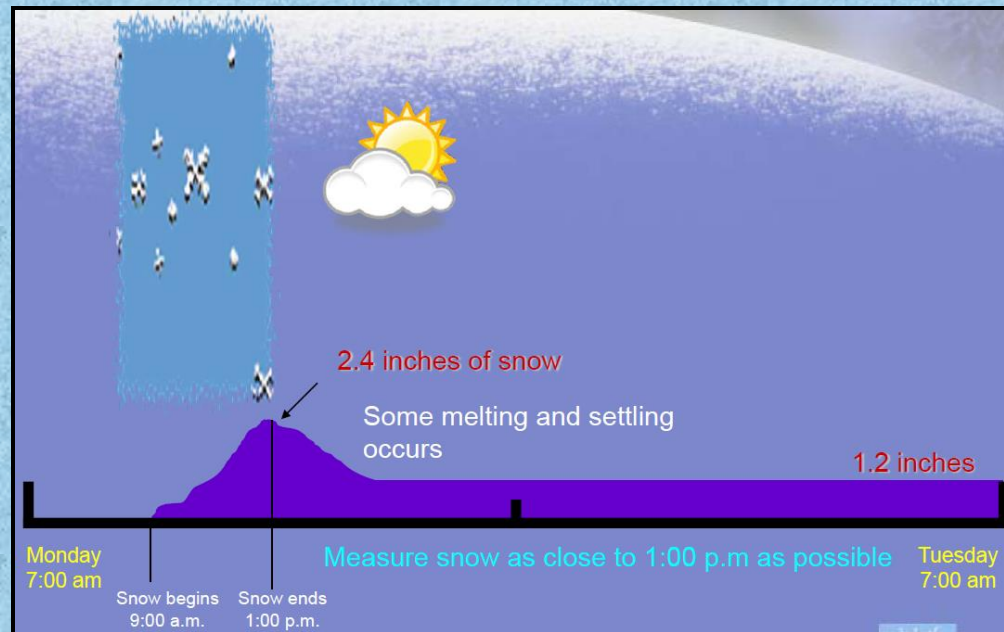 2.4 inches of snow
Some melting and settling
occurs
1.2 inches
Monday
7:00 am
Measure snow as close to 1:00 p.m as possible
Tuesday
7:00 am
Snow begins
9:00 a.m.
Snow ends
1:00 p.m.